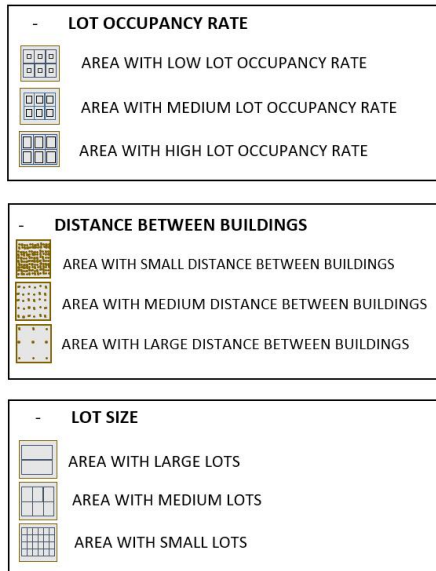 - LOT OCCUPANCY RATE
AREA WITH LOW LOT OCCUPANCY RATE
AREA WITH MEDIUM LOT OCCUPANCY RATE
AREA WITH HIGH LOT OCCUPANCY RATE
- DISTANCE BETWEEN BUILDINGS
AREA WITH SMALL DISTANCE BETWEEN BUILDINGS
AREA WITH MEDIUM DISTANCE BETWEEN BUILDINGS
AREA WITH LARGE DISTANCE BETWEEN BUILDINGS
- LOT SIZE
AREA WITH LARGE LOTS
AREA WITH MEDIUM LOTS
AREA WITH SMALL LOTS